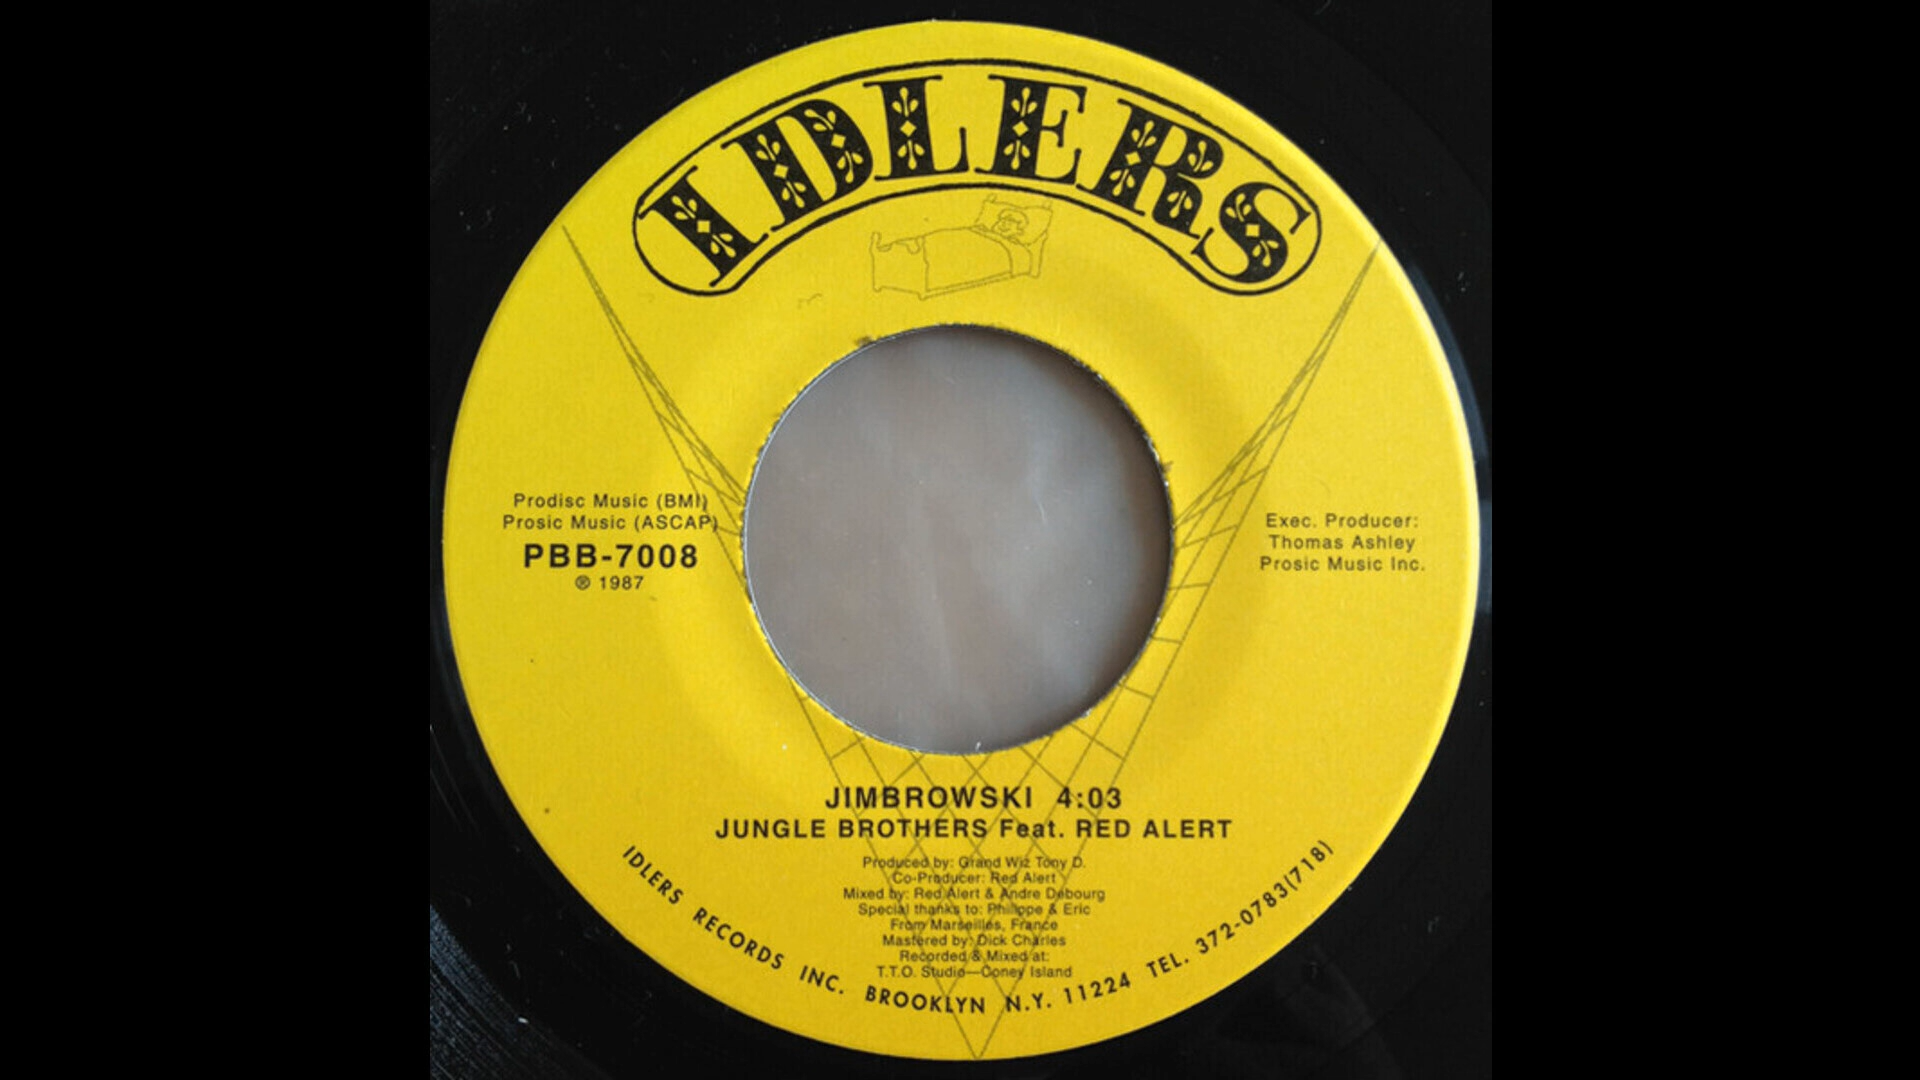 IDLERS
Prodisc Music (BMI)
Prosic Music (ASCAP)
PBB-7008
℗ 1987
Exec. Producer:
Thomas Ashley
Prosic Music Inc.
JIMBROWSKI 4:03
JUNGLE BROTHERS Feat. RED ALERT
Produced by: Grand Wiz Tony D.
Co-Producer: Red Alert
Mixed by: Red Alert & Andre Debourg
Special thanks to: Philippe & Eric
From Marseilles, France
Mastered by: Dick Charles
Recorded & Mixed at:
T.T.O. Studio—Coney Island
IDLERS RECORDS INC. BROOKLYN N.Y. 11224 TEL. 372-0783(718)